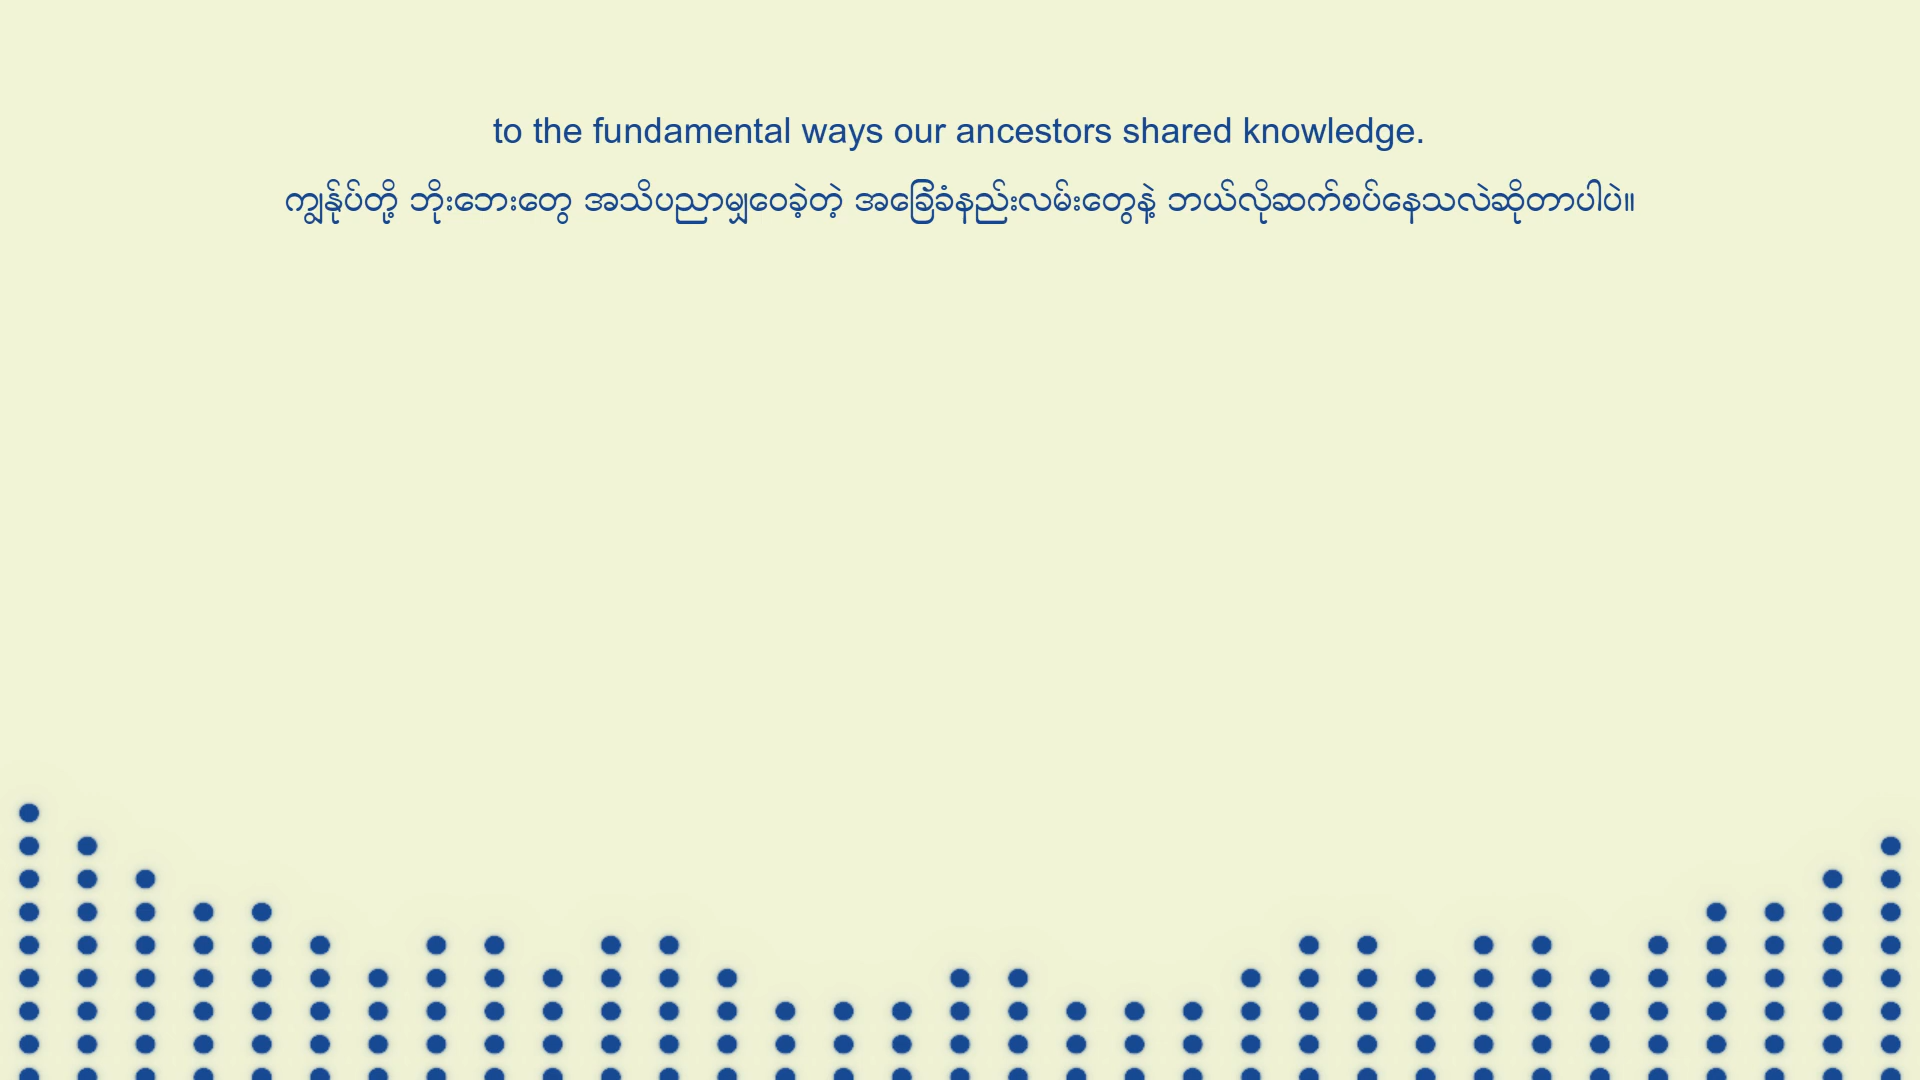 to the fundamental ways our ancestors shared knowledge.
ကျွန်ုပ်တို့ ဘိုးဘေးတွေ အသိပညာမျှဝေခဲ့တဲ့ အခြေခံနည်းလမ်းတွေနဲ့ ဘယ်လိုဆက်စပ်နေသလဲဆိုတာပါပဲ။